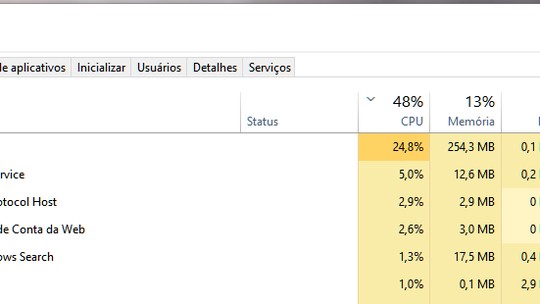 de aplicativos Inicializar Usuários Detalhes Serviços
48% 13%
Status CPU Memória
24,8% 254,3 MB 0,1
rvice 5,0% 12,6 MB 0,2
otocol Host 2,9% 2,9 MB 0
de Conta da Web 2,6% 3,0 MB 0
ows Search 1,3% 17,5 MB 0,4
1,0% 0,1 MB 2,9